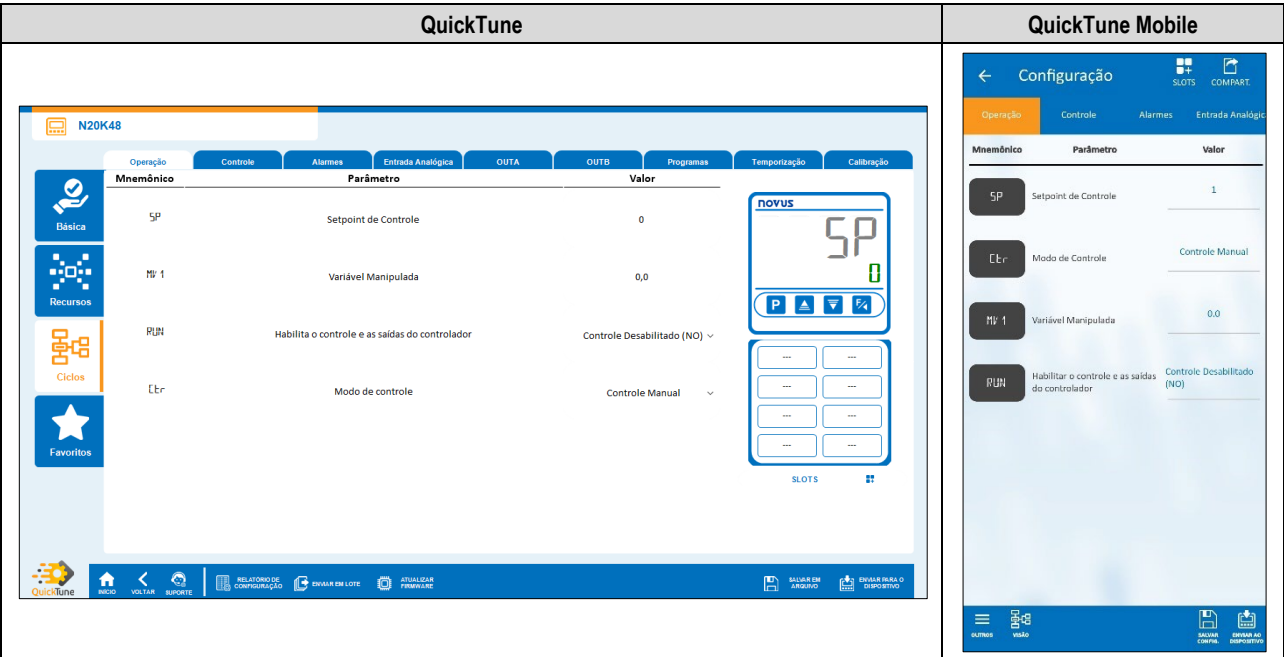 QuickTune
QuickTune Mobile
N20K48
Operação Controle Alarmes Entrada Analógica OUTA OUTB Programas Temporização Calibração
Mnemônico Parâmetro Valor
Básica
Recursos
Ciclos
Favoritos
SP Setpoint de Controle 0
MV 1 Variável Manipulada 0,0
RUN Habilita o controle e as saídas do controlador Controle Desabilitado (NO)
Ctr Modo de controle Controle Manual
novus
SP
0
P F/
--- ---
--- ---
--- ---
--- ---
SLOTS
QuickTune
INÍCIO VOLTAR SUPORTE
RELATÓRIO DE
CONFIGURAÇÃO
ENVIAR EM LOTE
ATUALIZAR
FIRMWARE
SALVAR EM
ARQUIVO
ENVIAR PARA O
DISPOSITIVO
Configuração
SLOTS COMPART.
Operação Controle Alarmes Entrada Analógic
Mnemônico Parâmetro Valor
SP Setpoint de Controle 1
Ctr Modo de Controle Controle Manual
MV 1 Variável Manipulada 0.0
RUN
Habilitar o controle e as saídas
do controlador
Controle Desabilitado
(NO)
OUTROS VISÃO
SALVAR
CONFIG.
ENVIAR AO
DISPOSITIVO